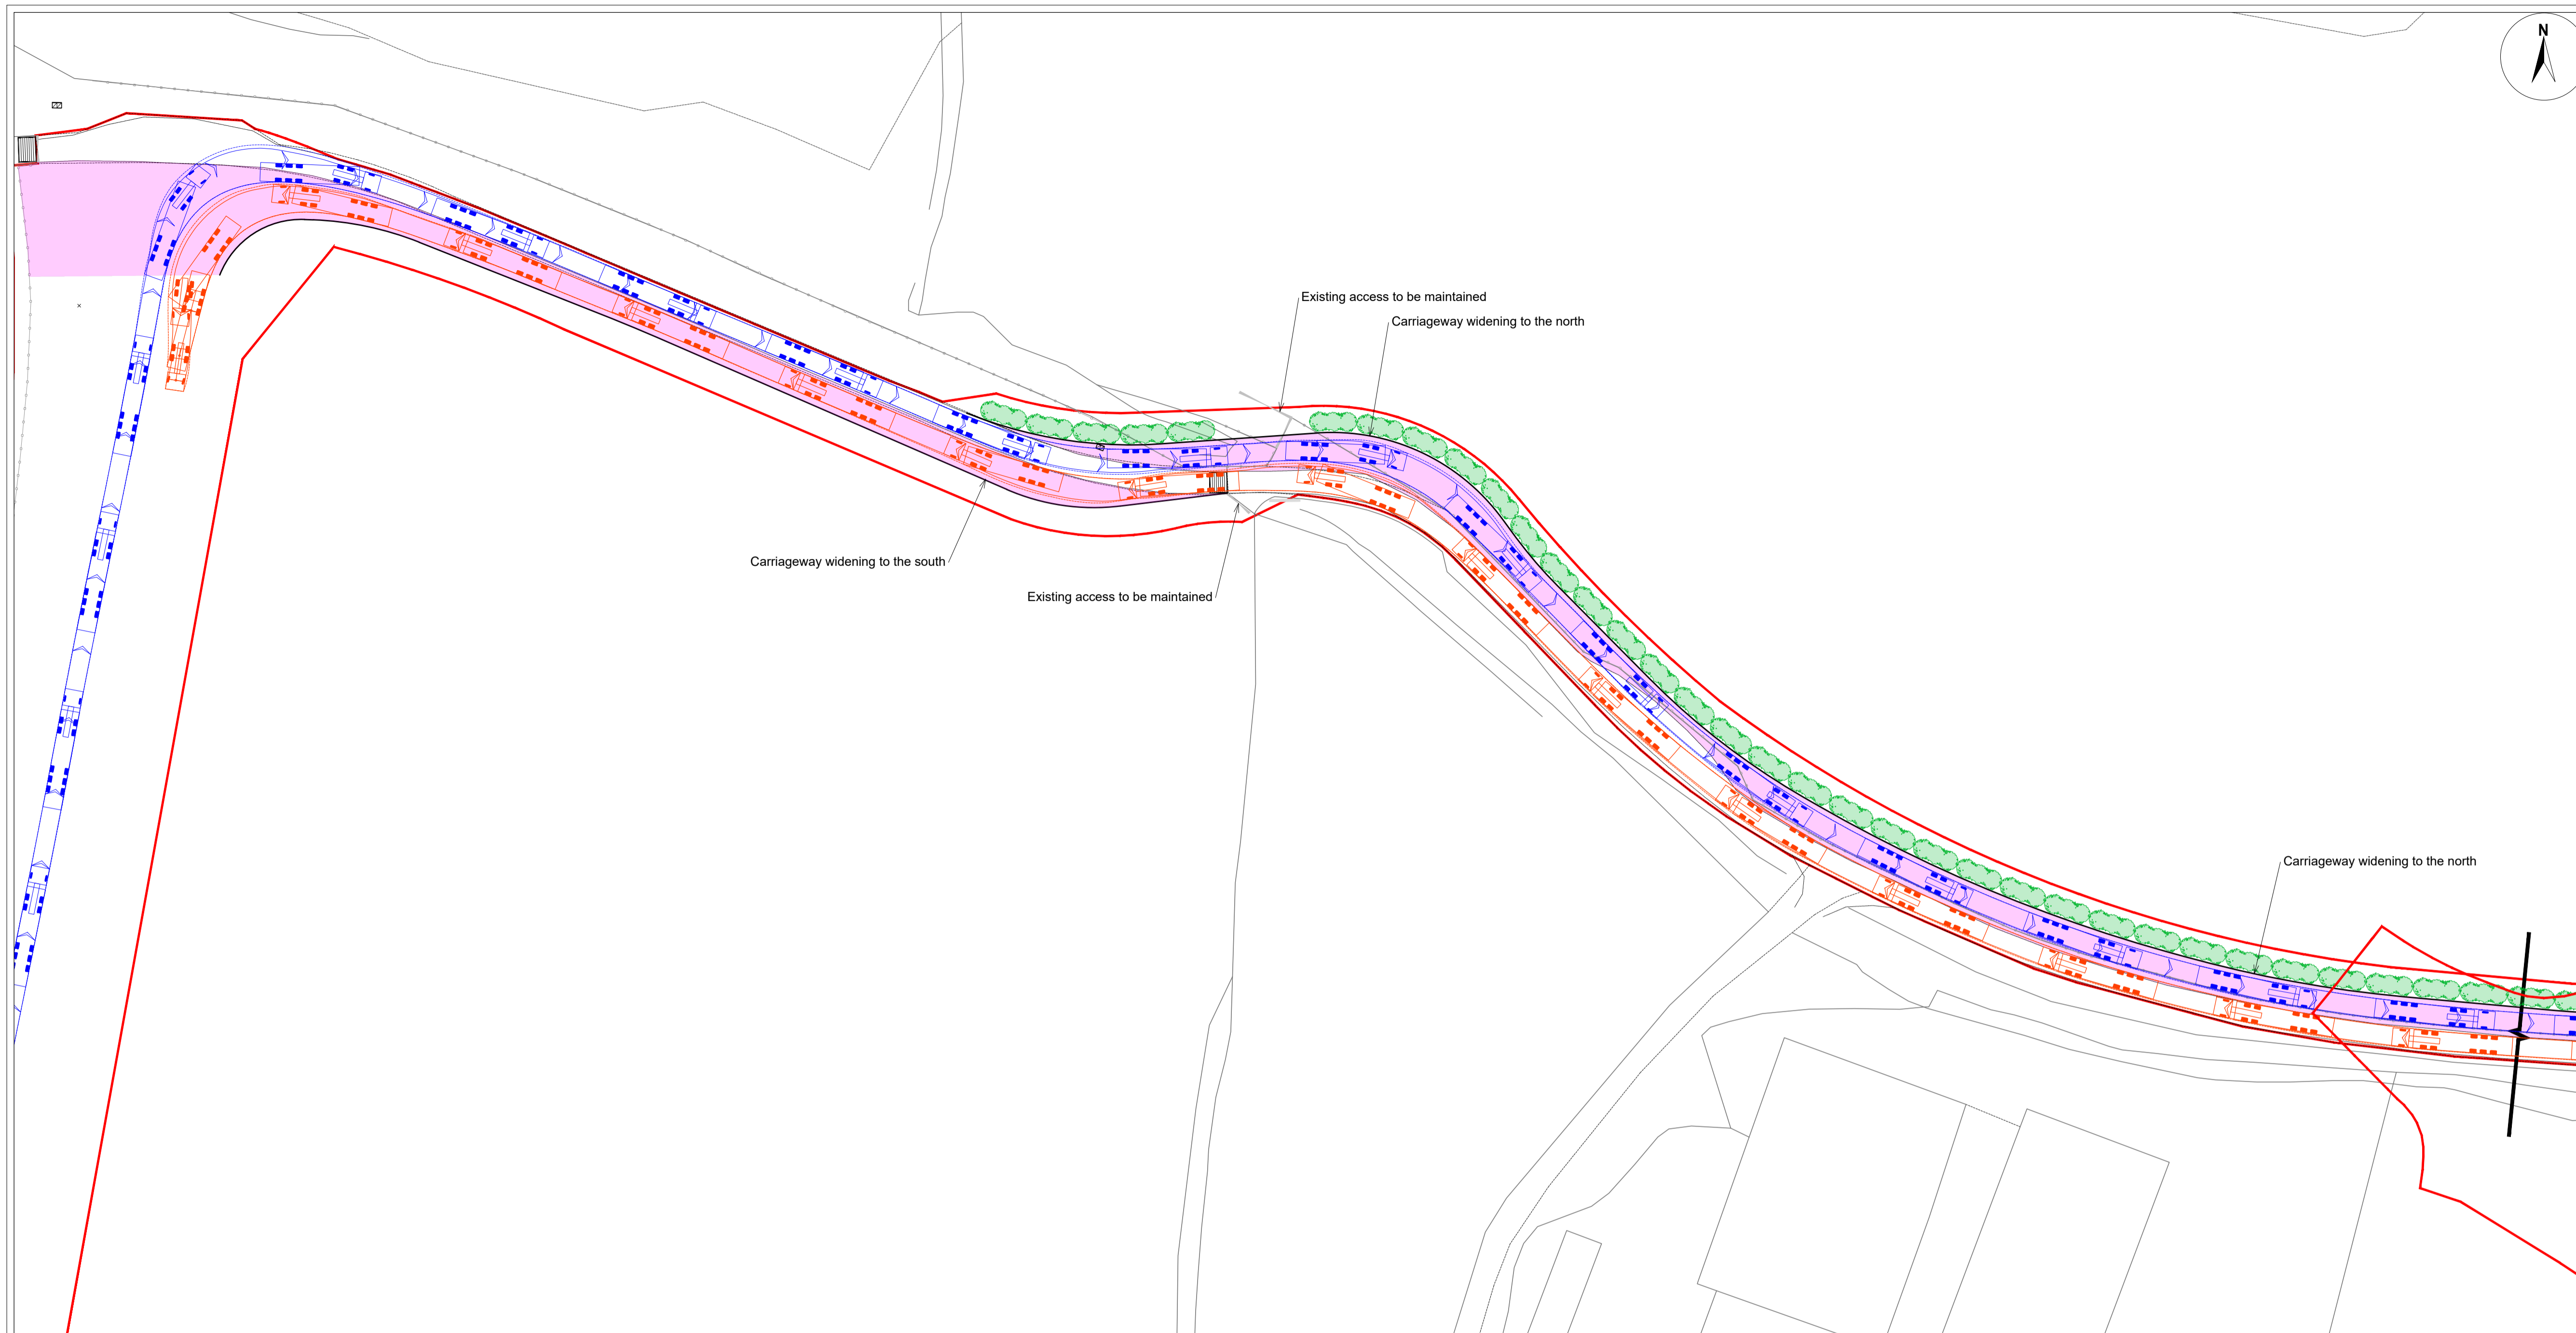 N
Existing access to be maintained
Carriageway widening to the north
Carriageway widening to the south
Existing access to be maintained
Carriageway widening to the north